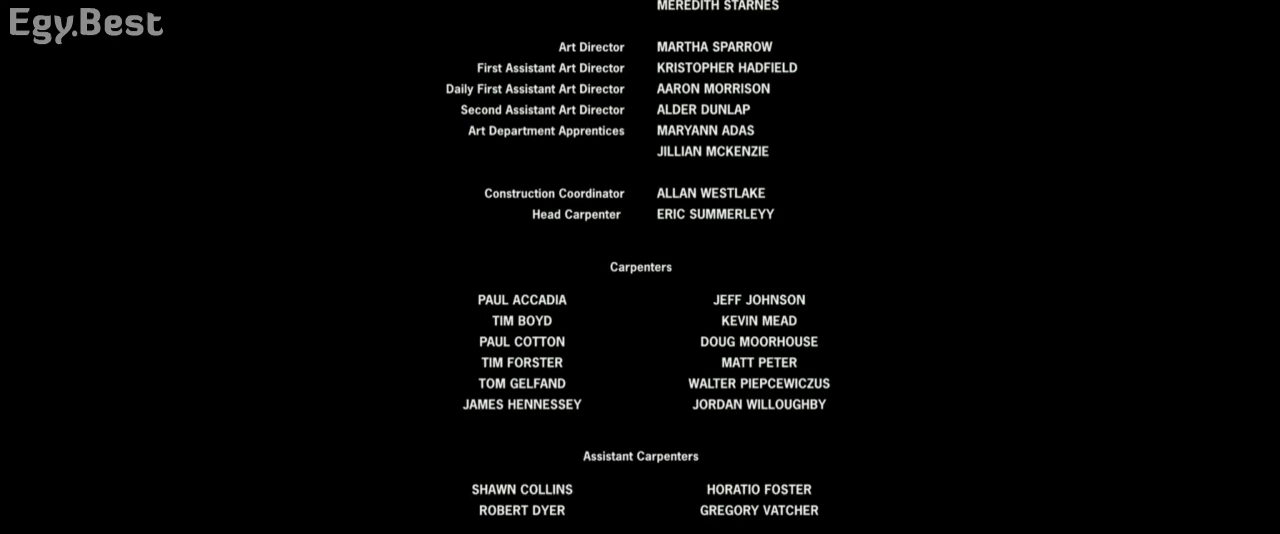 Egy.Best
MEREDITH STARNES
Art Director MARTHA SPARROW
First Assistant Art Director KRISTOPHER HADFIELD
Daily First Assistant Art Director AARON MORRISON
Second Assistant Art Director ALDER DUNLAP
Art Department Apprentices MARYANN ADAS
JILLIAN MCKENZIE
Construction Coordinator ALLAN WESTLAKE
Head Carpenter ERIC SUMMERLEYY
Carpenters
PAUL ACCADIA JEFF JOHNSON
TIM BOYD KEVIN MEAD
PAUL COTTON DOUG MOORHOUSE
TIM FORSTER MATT PETER
TOM GELFAND WALTER PIEPCEWICZUS
JAMES HENNESSEY JORDAN WILLOUGHBY
Assistant Carpenters
SHAWN COLLINS HORATIO FOSTER
ROBERT DYER GREGORY VATCHER